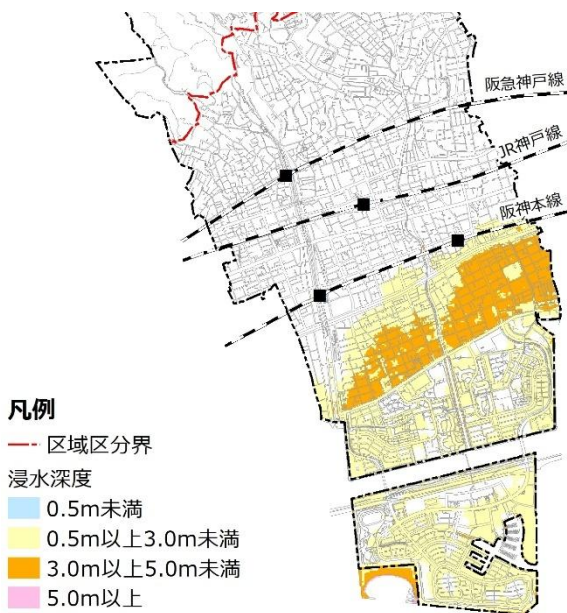 阪急神戸線
JR神戸線
阪神本線
凡例
区域区分界
浸水深度
0.5m未満
0.5m以上3.0m未満
3.0m以上5.0m未満
5.0m以上